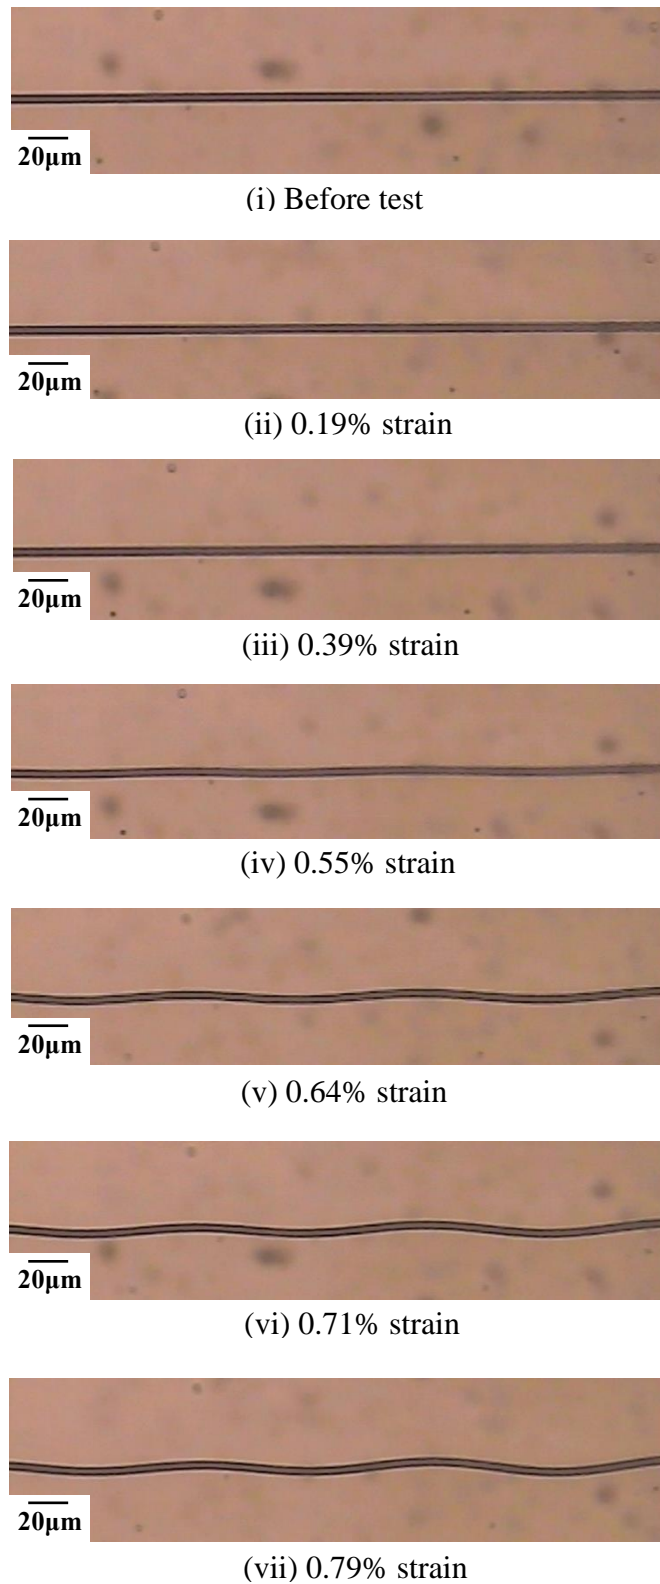 20μm
(i) Before test
20μm
(ii) 0.19% strain
20μm
(iii) 0.39% strain
20μm
(iv) 0.55% strain
20μm
(v) 0.64% strain
20μm
(vi) 0.71% strain
20μm
(vii) 0.79% strain